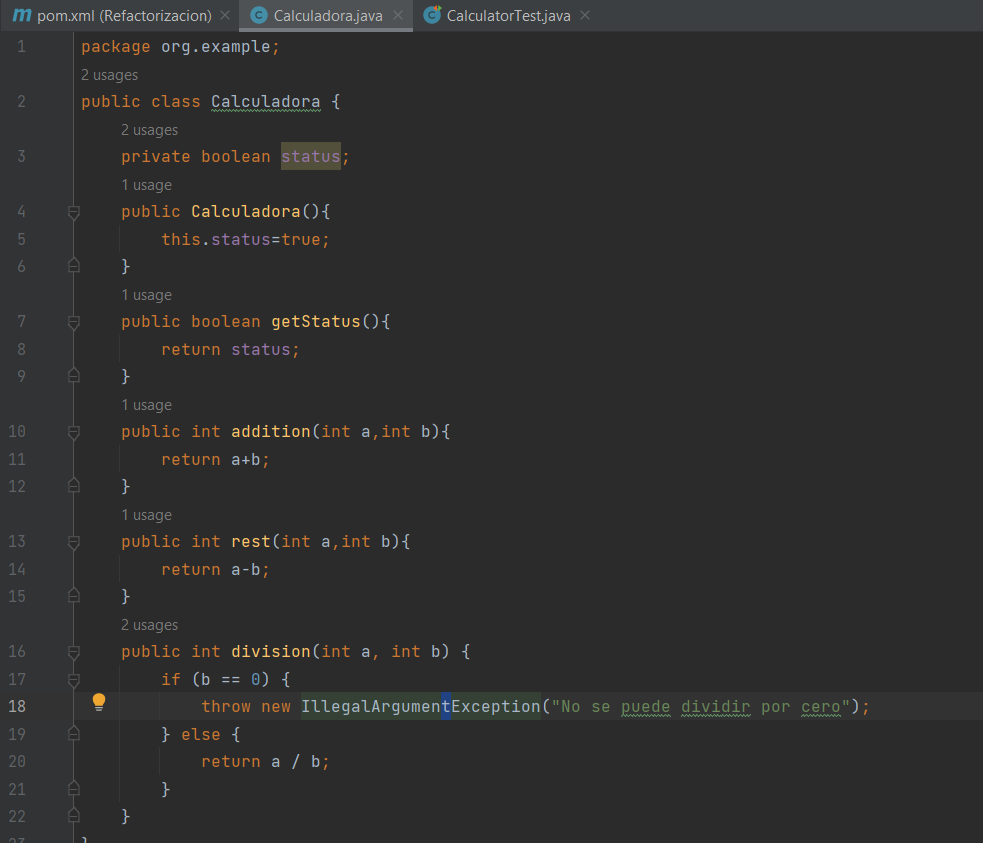 m pom.xml (Refactorizacion) × C Calculadora.java × C CalculatorTest.java ×
1 package org.example;
2 usages
2 public class Calculadora {
2 usages
3 private boolean status;
1 usage
4 public Calculadora(){
5 this.status=true;
6 }
1 usage
7 public boolean getStatus(){
8 return status;
9 }
1 usage
10 public int addition(int a,int b){
11 return a+b;
12 }
1 usage
13 public int rest(int a,int b){
14 return a-b;
15 }
2 usages
16 public int division(int a, int b) {
17 if (b == 0) {
18 throw new IllegalArgumentException("No se puede dividir por cero");
19 } else {
20 return a / b;
21 }
22 }
23 }